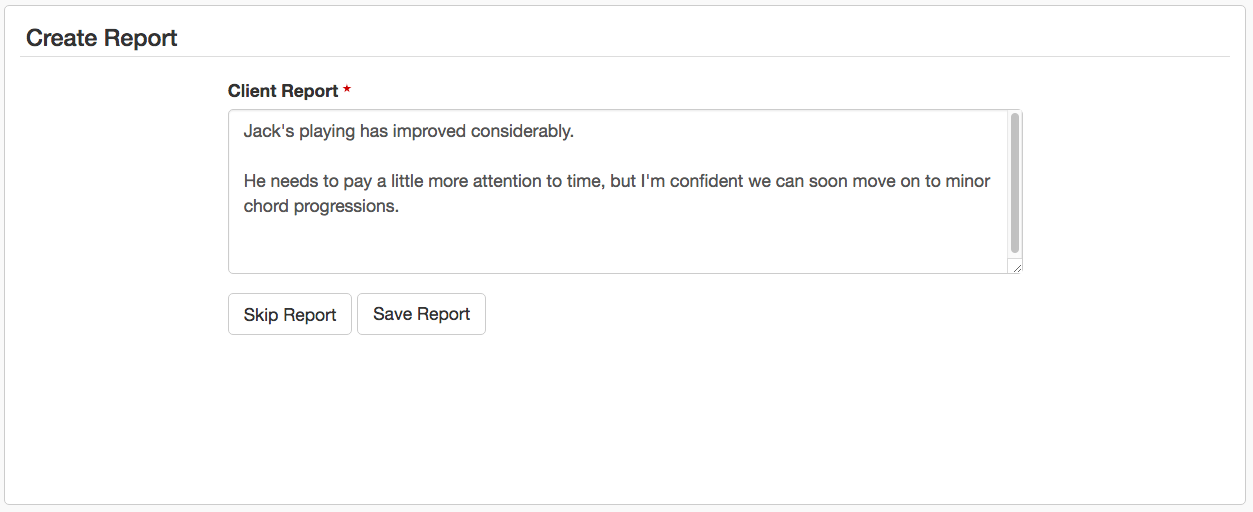 Create Report
Client Report *
Jack's playing has improved considerably.
He needs to pay a little more attention to time, but I'm confident we can soon move on to minor
chord progressions.
Skip Report
Save Report